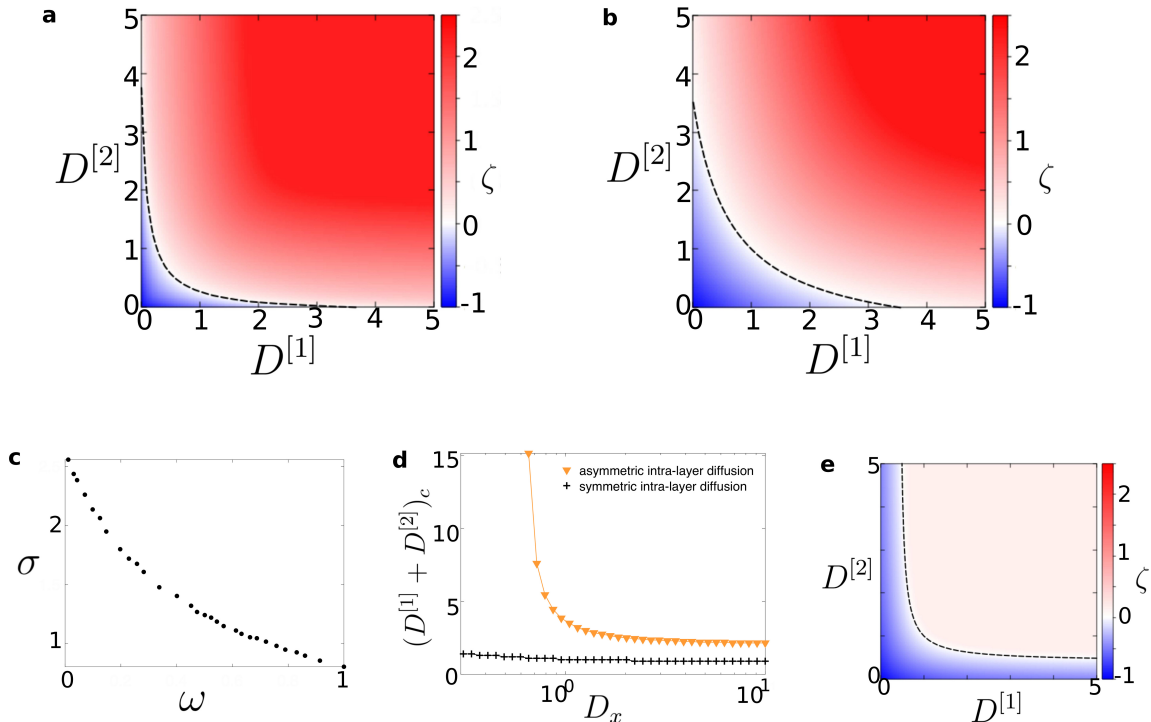 a
5
4
3
2
1
0
D^[2]
0 1 2 3 4 5
D^[1]
2
1
0
-1
ζ
b
5
4
3
2
1
0
D^[2]
0 1 2 3 4 5
D^[1]
2
1
0
-1
ζ
c
2
1
σ
0 1
ω
d
15
10
5
0
(D^[1] + D^[2])_c
asymmetric intra-layer diffusion
symmetric intra-layer diffusion
10^0 10^1
D_x
e
5
0
D^[2]
0 5
D^[1]
2
1
0
-1
ζ